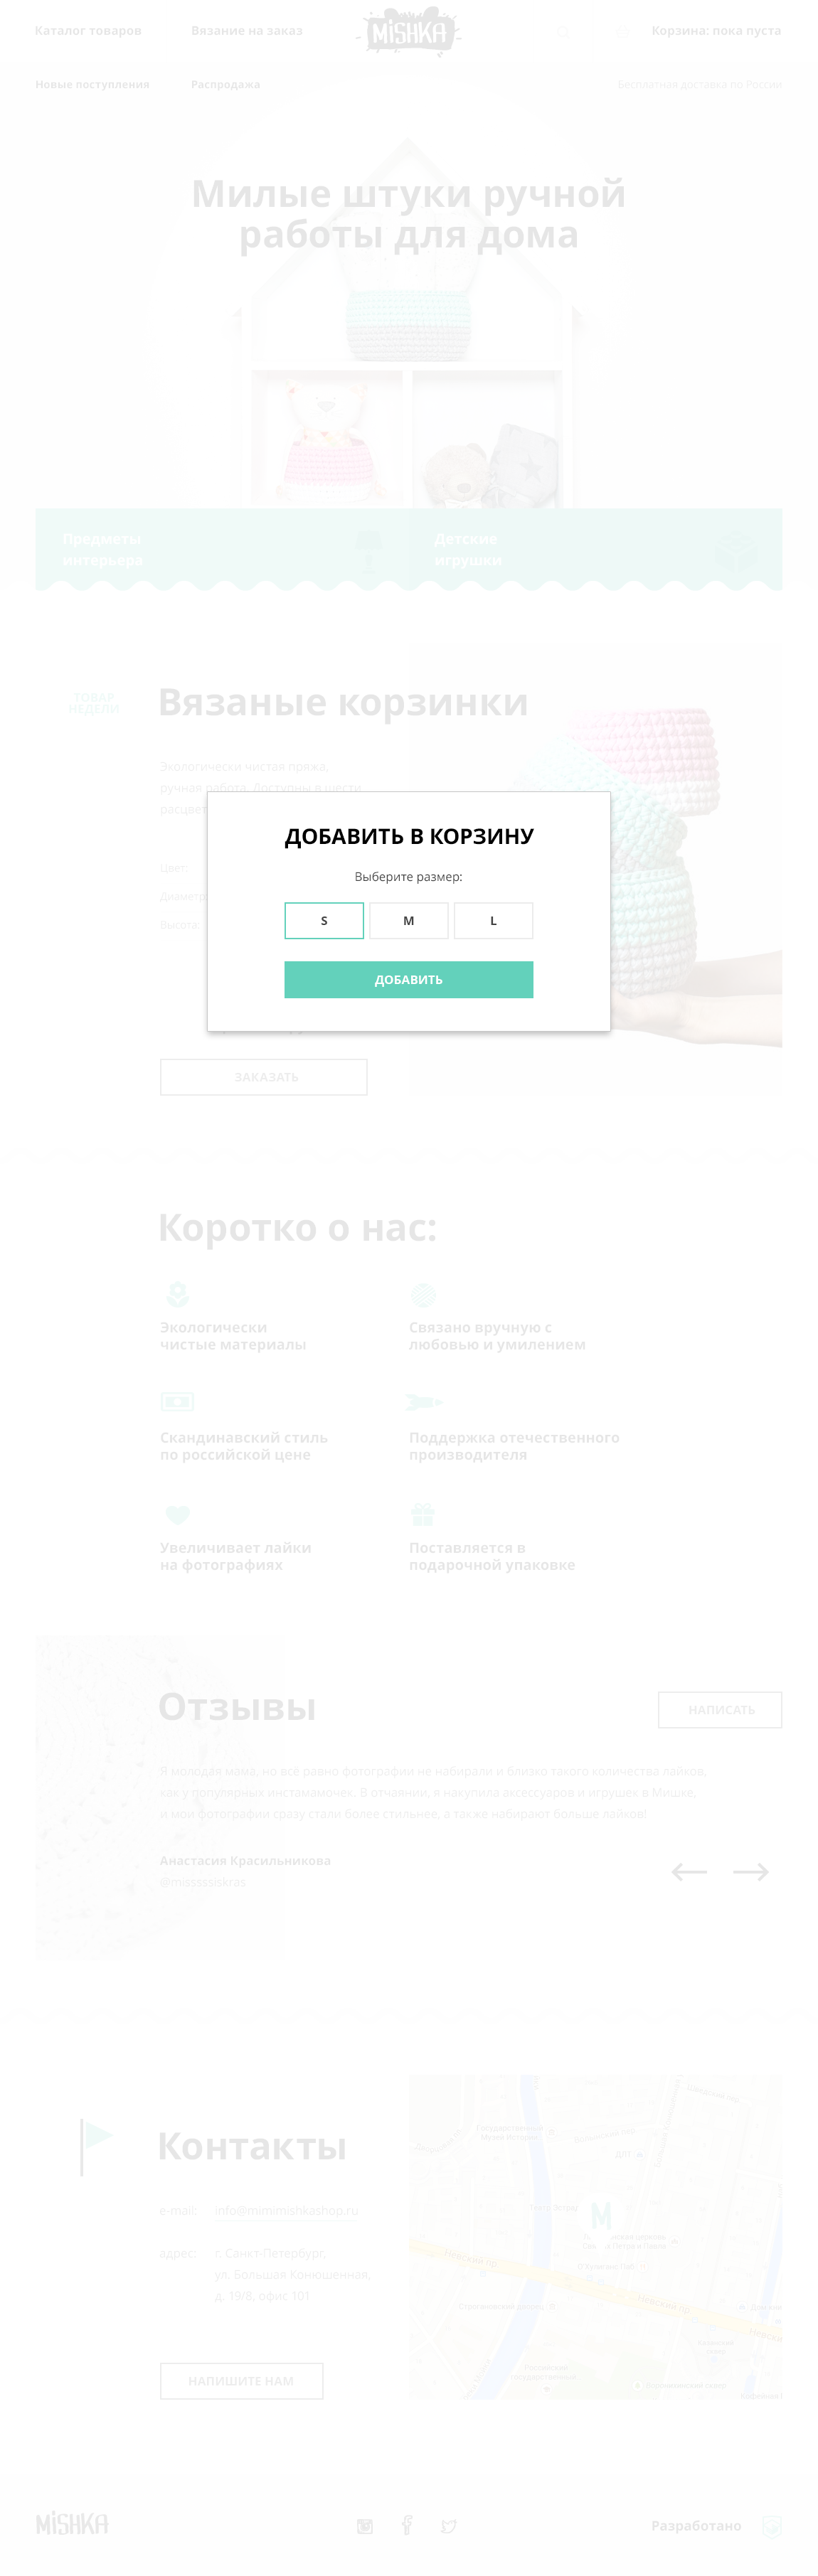 Каталог товаров
Вязание на заказ
MiSHKA
Корзина: пока пуста
Новые поступления
Распродажа
Бесплатная доставка по России
Милые штуки ручной
работы для дома
Предметы
интерьера
Детские
игрушки
ТОВАР
НЕДЕЛИ
Вязаные корзинки
Экологически чистая пряжа,
ручная работа. Доступны в шести
расцвет
Цвет:
Диаметр:
Высота:
ДОБАВИТЬ В КОРЗИНУ
Выберите размер:
S
M
L
ДОБАВИТЬ
ЗАКАЗАТЬ
Коротко о нас:
Экологически
чистые материалы
Связано вручную с
любовью и умилением
Скандинавский стиль
по российской цене
Поддержка отечественного
производителя
Увеличивает лайки
на фотографиях
Поставляется в
подарочной упаковке
Отзывы
НАПИСАТЬ
Я молодая мама, но всё равно фотографии не набирали и близко такого количества лайков,
как у популярных инстамамочек. В отчаянии, я накупила аксессуаров и игрушек в Мишке,
и мои фотографии сразу стали более стильнее, а также набирают больше лайков!
Анастасия Красильникова
Контакты
e-mail:
info@mimimishkashop.ru
адрес:
г. Санкт-Петербург,
ул. Большая Конюшенная,
д. 19/8, офис 101
НАПИШИТЕ НАМ
M
Невский пр.
Невский пр.
MiSHKA
Разработано